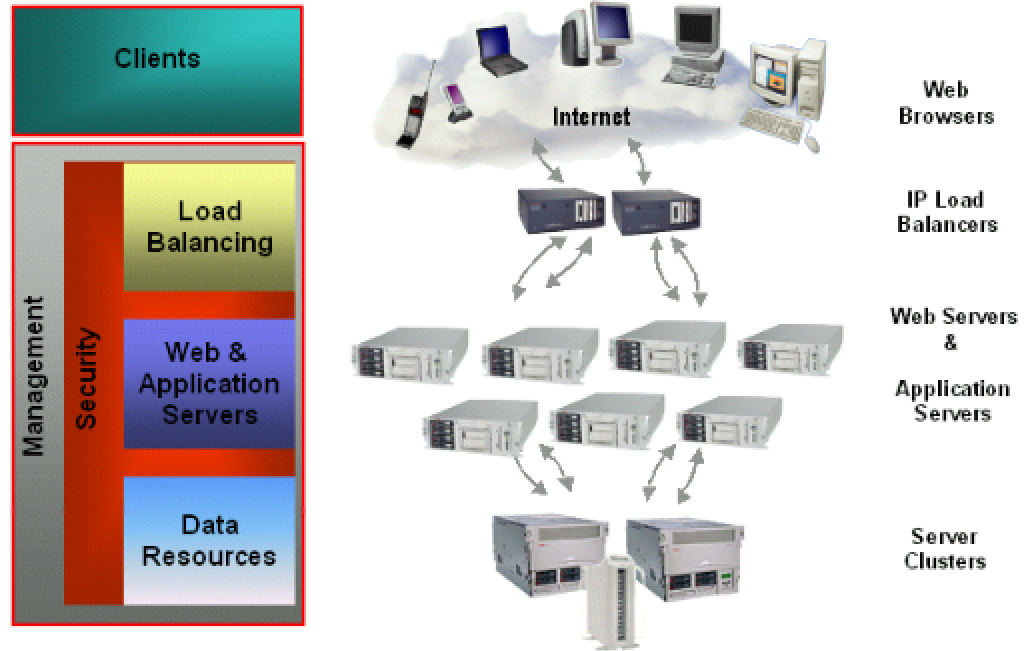 Clients
Management
Security
Load
Balancing
Web &
Application
Servers
Data
Resources
Internet
Web
Browsers
IP Load
Balancers
Web Servers
&
Application
Servers
Server
Clusters